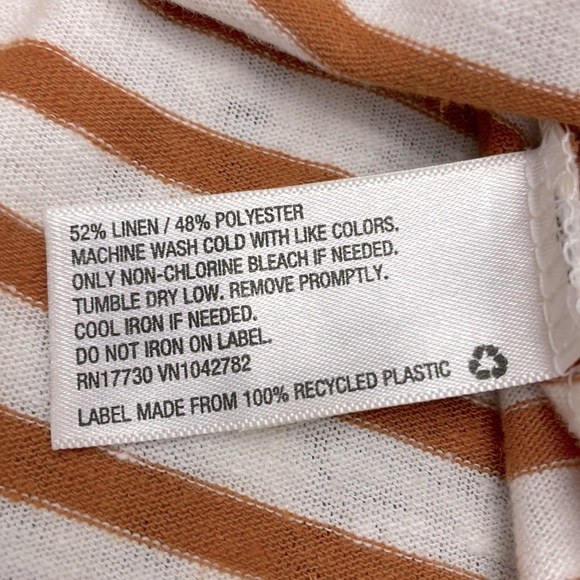 52% LINEN / 48% POLYESTER
MACHINE WASH COLD WITH LIKE COLORS.
ONLY NON-CHLORINE BLEACH IF NEEDED.
TUMBLE DRY LOW. REMOVE PROMPTLY.
COOL IRON IF NEEDED.
DO NOT IRON ON LABEL.
RN17730 VN1042782
LABEL MADE FROM 100% RECYCLED PLASTIC